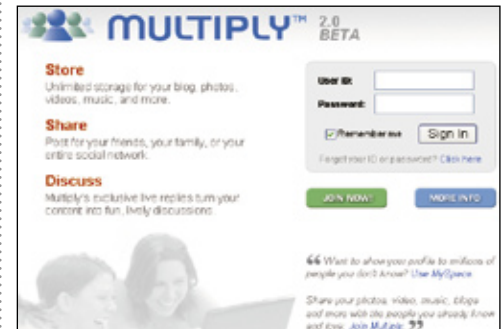 MULTIPLY™ 2.0
BETA
Store
Unlimited storage for your blog, photos,
videos, music, and more.
Share
Post for your friends, your family, or your
entire social network.
Discuss
Multiply's exclusive live replies turn your
content into fun, lively discussions.
User ID:
Password:
Remember me Sign In
Forgot your ID or password? Click here
JOIN NOW! MORE INFO
“ Want to show your profile to millions of
people you don't know? Use MySpace.
Share your photos, video, music, blogs
and more with the people you already know
and love. Join Multiply. ”